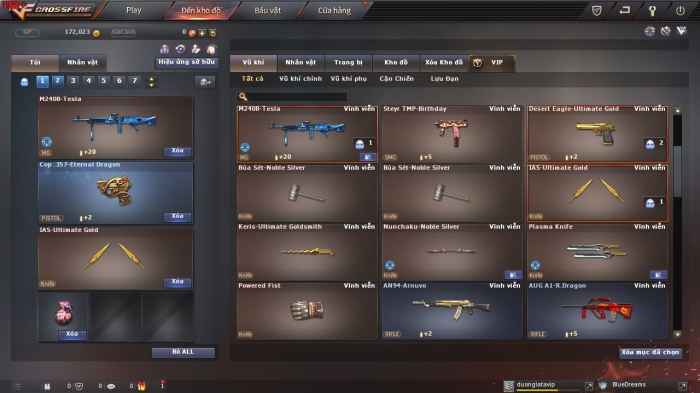 CROSSFIRE Play Đến kho đồ Báu vật Cửa hàng
GP 172,023 GoCoin 0
Túi Nhân vật Hiệu ứng sở hữu
1 2 3 4 5 6 7
M240B-Tesla
MG +20 Xóa
Cop .357-Eternal Dragon
PISTOL +2 Xóa
IAS-Ultimate Gold
Knife Xóa
Xóa
Bỏ ALL
Vũ khí Nhân vật Trang bị Kho đồ Xóa Kho đồ VIP
Tất cả Vũ khí chính Vũ khí phụ Cận Chiến Lựu Đạn
M240B-Tesla Vĩnh viễn
MG +20 1
Steyr TMP-Birthday Vĩnh viễn
SMG +5
Desert Eagle-Ultimate Gold Vĩnh viễn
PISTOL +2 2
Búa Sét-Noble Silver Vĩnh viễn
Knife
Búa Sét-Noble Silver Vĩnh viễn
Knife
IAS-Ultimate Gold Vĩnh viễn
Knife 1
Keris-Ultimate Goldsmith Vĩnh viễn
Knife
Nunchaku-Noble Silver Vĩnh viễn
Knife
Plasma Knife Vĩnh viễn
Knife
Powered Fist Vĩnh viễn
Knife
AN94-Arnuvo Vĩnh viễn
RIFLE +2
AUG A1-R.Dragon Vĩnh viễn
RIFLE +5
Xóa mục đã chọn
0 0 0 1 duonglatavip BlueDreams